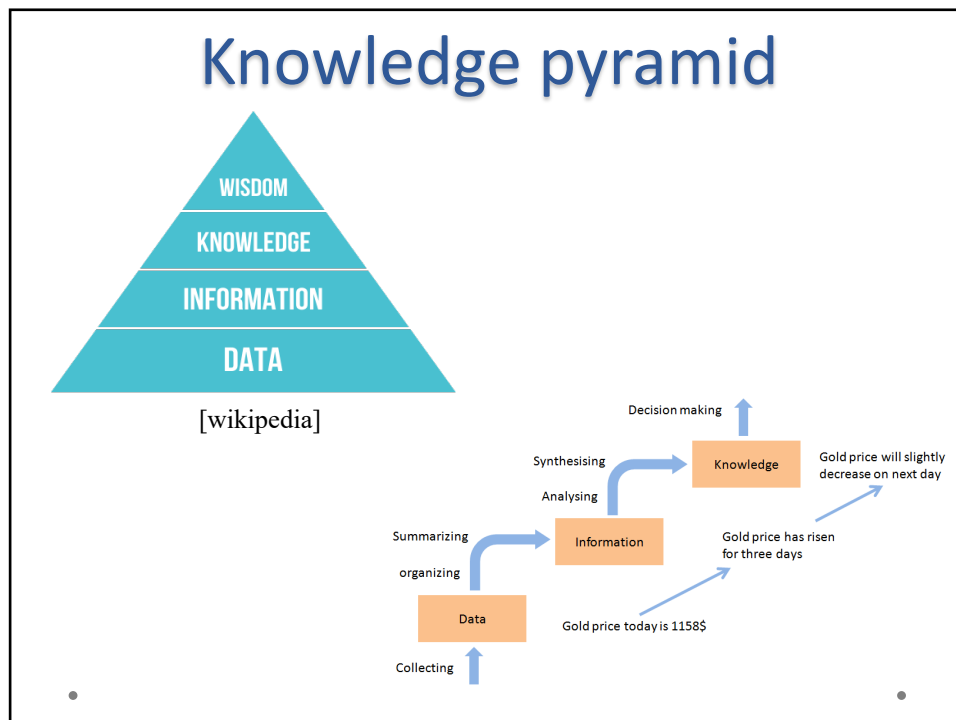 Knowledge pyramid
WISDOM
KNOWLEDGE
INFORMATION
DATA
[wikipedia]
Decision making
Synthesising
Knowledge
Gold price will slightly
decrease on next day
Analysing
Summarizing
Information
Gold price has risen
for three days
organizing
Data
Gold price today is 1158$
Collecting